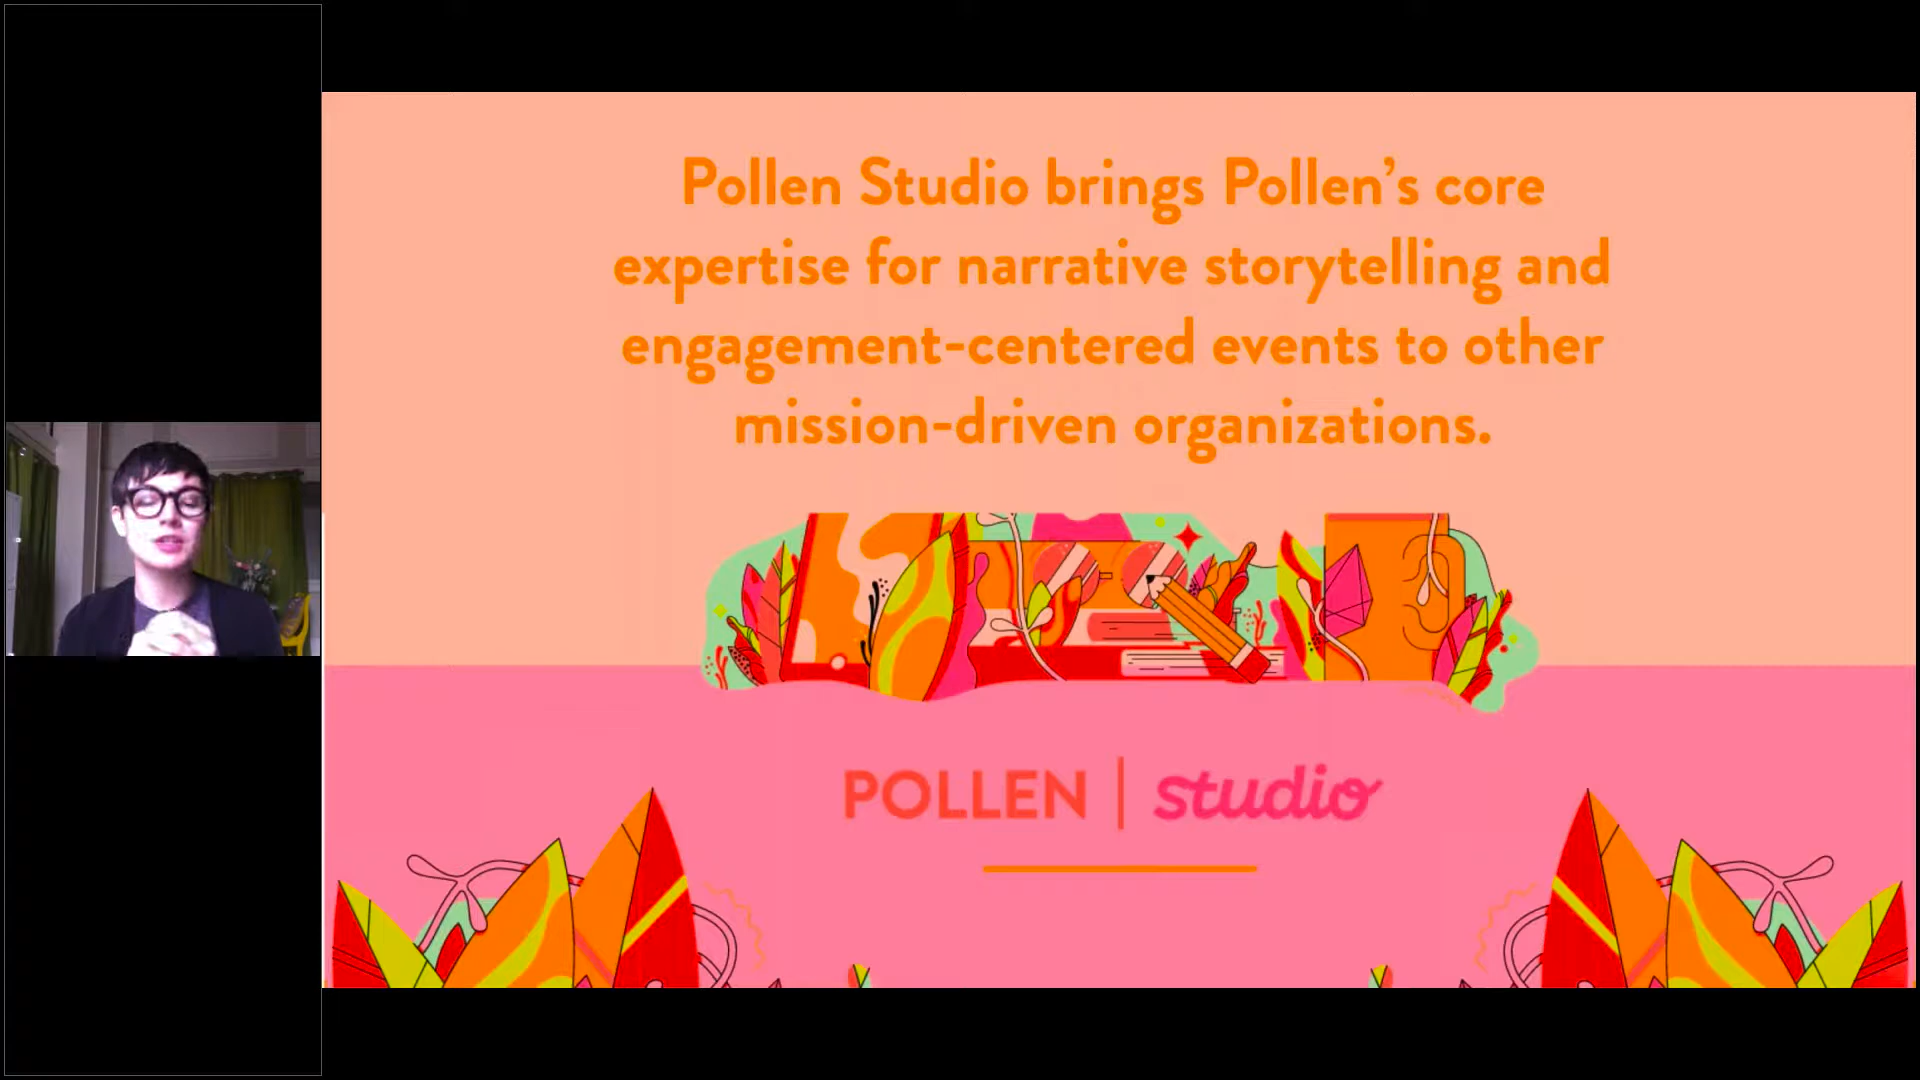 Pollen Studio brings Pollen’s core
expertise for narrative storytelling and
engagement-centered events to other
mission-driven organizations.
POLLEN | studio